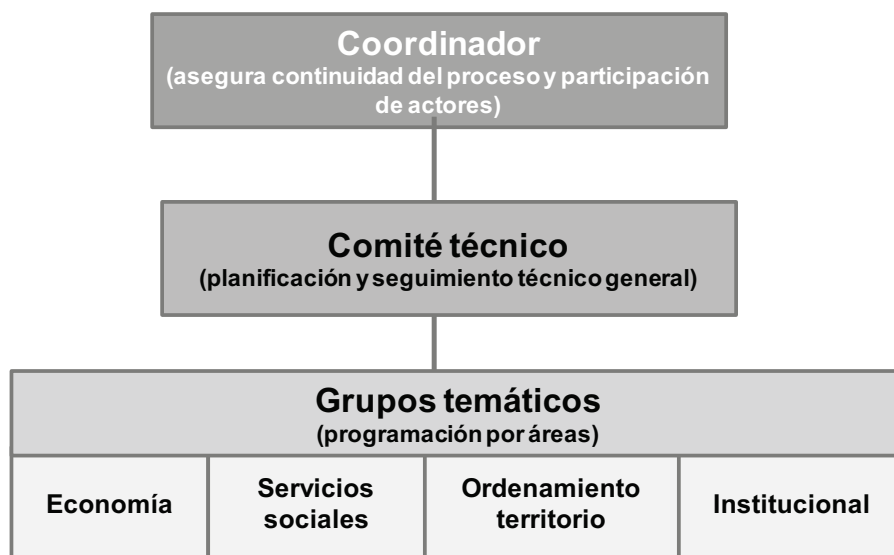 Coordinador
(asegura continuidad del proceso y participación
de actores)
Comité técnico
(planificación y seguimiento técnico general)
Grupos temáticos
(programación por áreas)
Economía
Servicios
sociales
Ordenamiento
territorio
Institucional